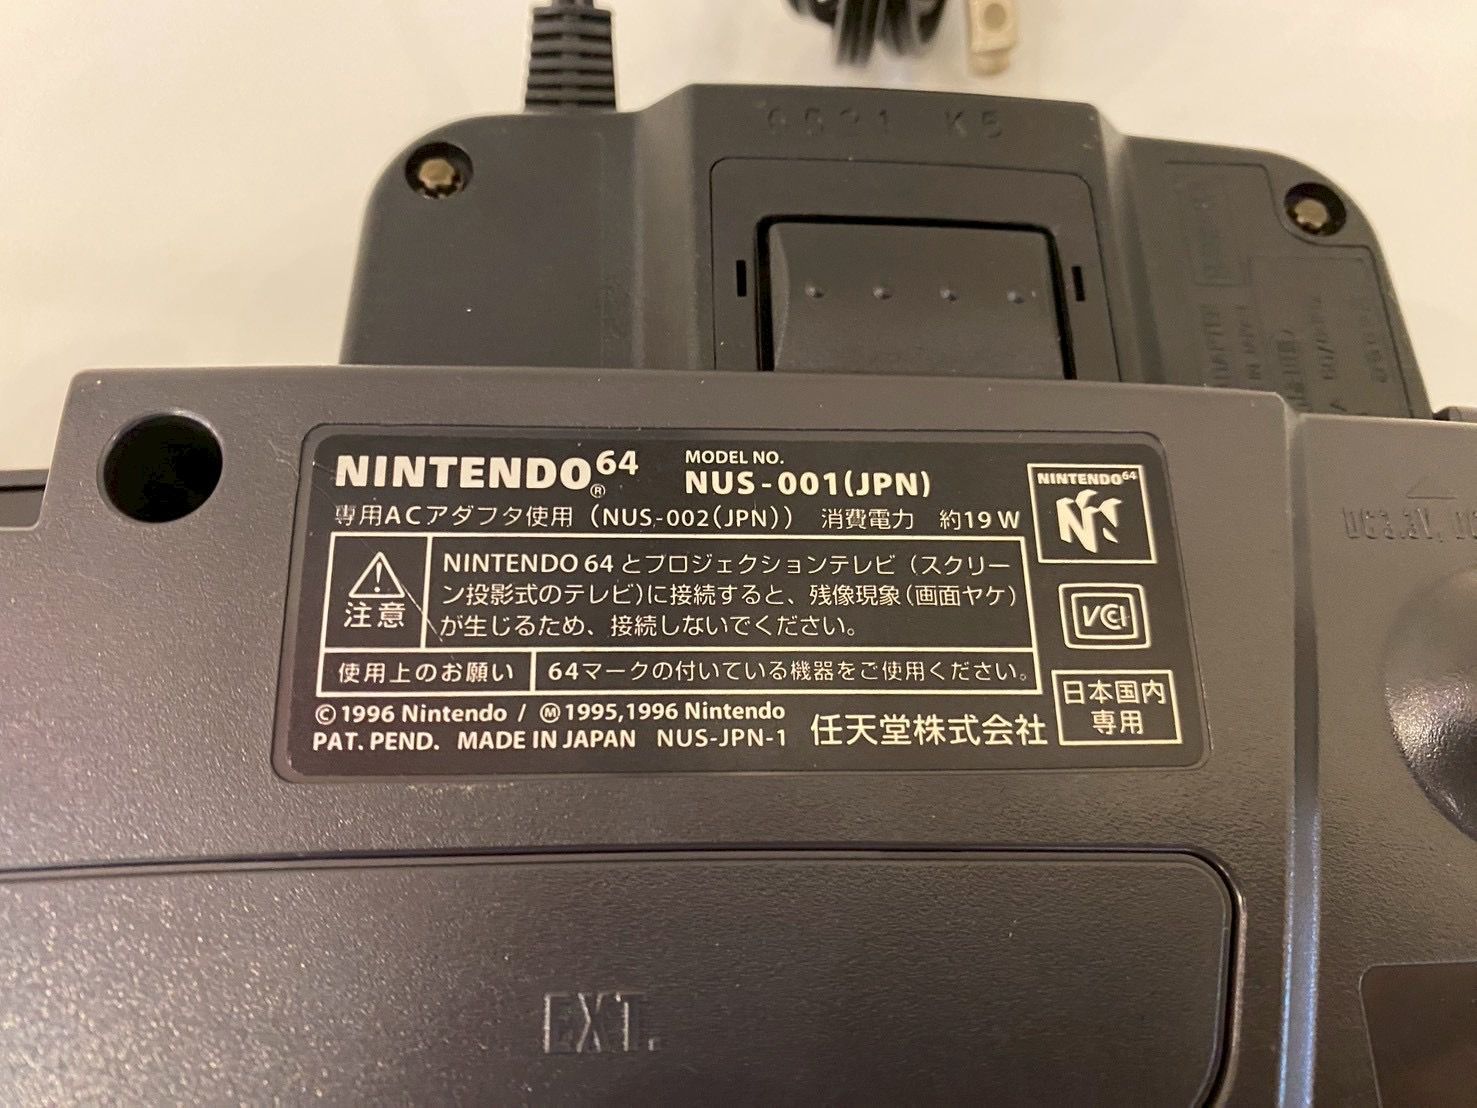 6521 K5
NINTENDO64®
MODEL NO.
NUS-001(JPN)
専用ACアダプタ使用（NUS-002(JPN)） 消費電力 約19W
NINTENDO64
注意
NINTENDO 64 とプロジェクションテレビ（スクリー
ン投影式のテレビ）に接続すると、残像現象（画面ヤケ）
が生じるため、接続しないでください。
VCCI
使用上のお願い
64マークの付いている機器をご使用ください。
日本国内
専用
© 1996 Nintendo / Ⓜ 1995,1996 Nintendo
PAT. PEND. MADE IN JAPAN NUS-JPN-1
任天堂株式会社
DC3.3V,
EXT.